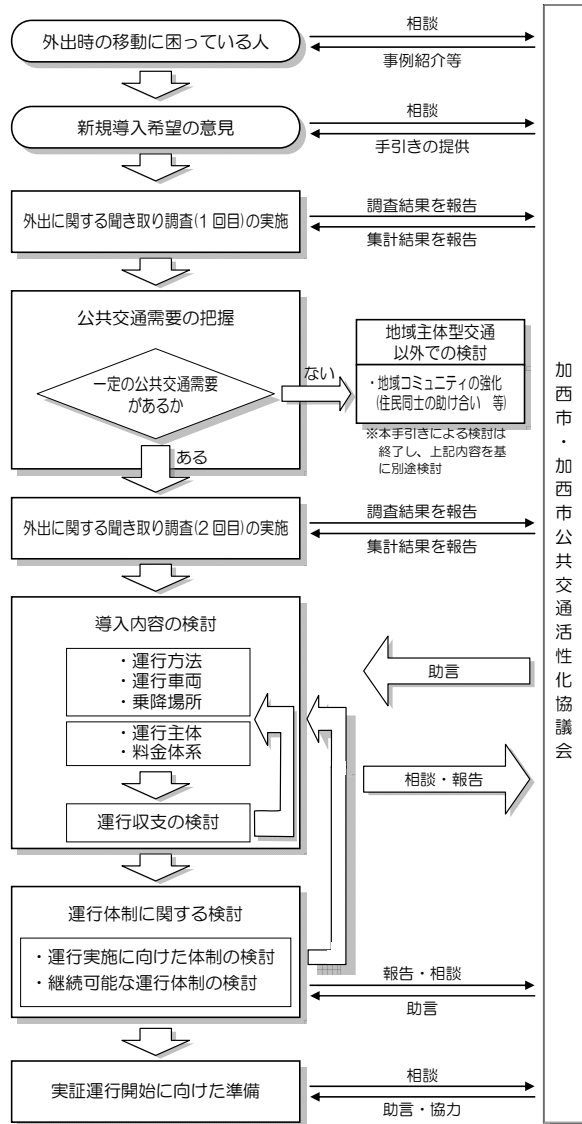 外出時の移動に困っている人
相談
事例紹介等
新規導入希望の意見
相談
手引きの提供
外出に関する聞き取り調査(1回目)の実施
調査結果を報告
集計結果を報告
公共交通需要の把握
一定の公共交通需要
があるか
ない
地域主体型交通
以外での検討
・地域コミュニティの強化
(住民同士の助け合い 等)
※本手引きによる検討は
終了し、上記内容を基
に別途検討
ある
外出に関する聞き取り調査(2回目)の実施
調査結果を報告
集計結果を報告
導入内容の検討
・運行方法
・運行車両
・乗降場所
・運行主体
・料金体系
運行収支の検討
助言
相談・報告
運行体制に関する検討
・運行実施に向けた体制の検討
・継続可能な運行体制の検討
報告・相談
助言
実証運行開始に向けた準備
相談
助言・協力
加西市・加西市公共交通活性化協議会